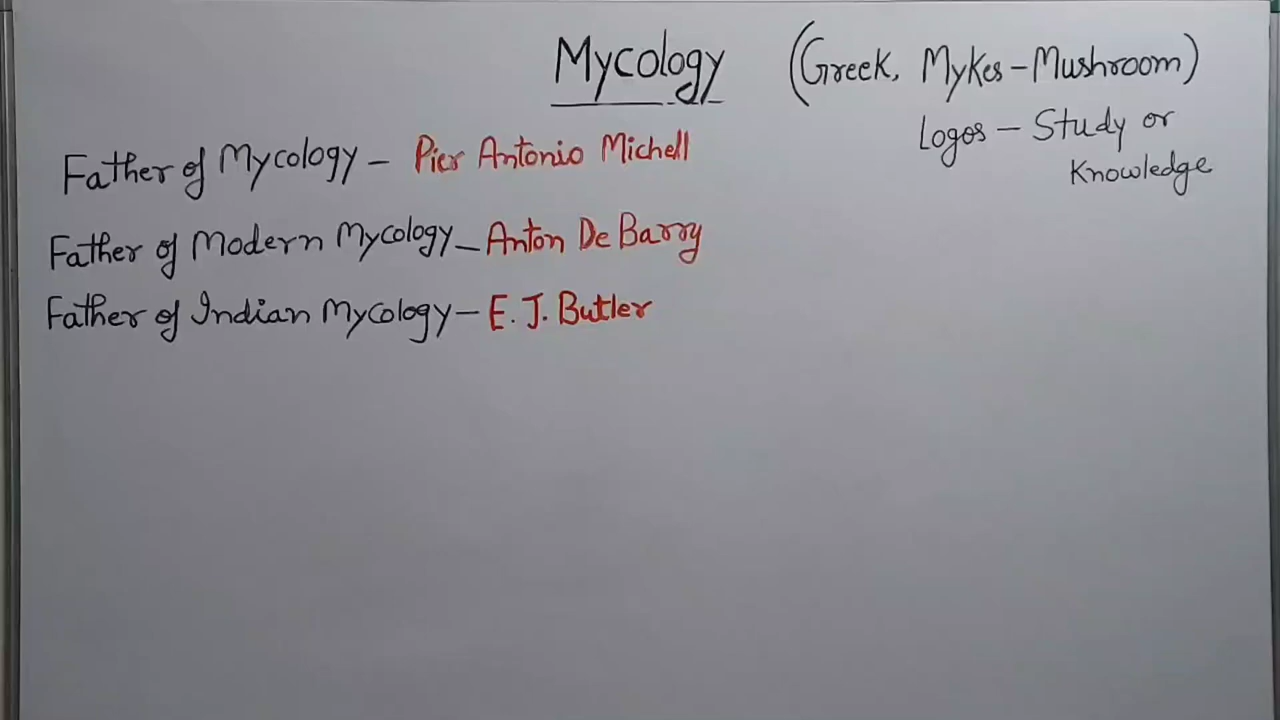 Mycology (Greek, Mykes-Mushroom)
Logos - Study or
Knowledge
Father of Mycology - Pier Antonio Michell
Father of Modern Mycology - Anton De Barry
Father of Indian Mycology - E. J. Butler